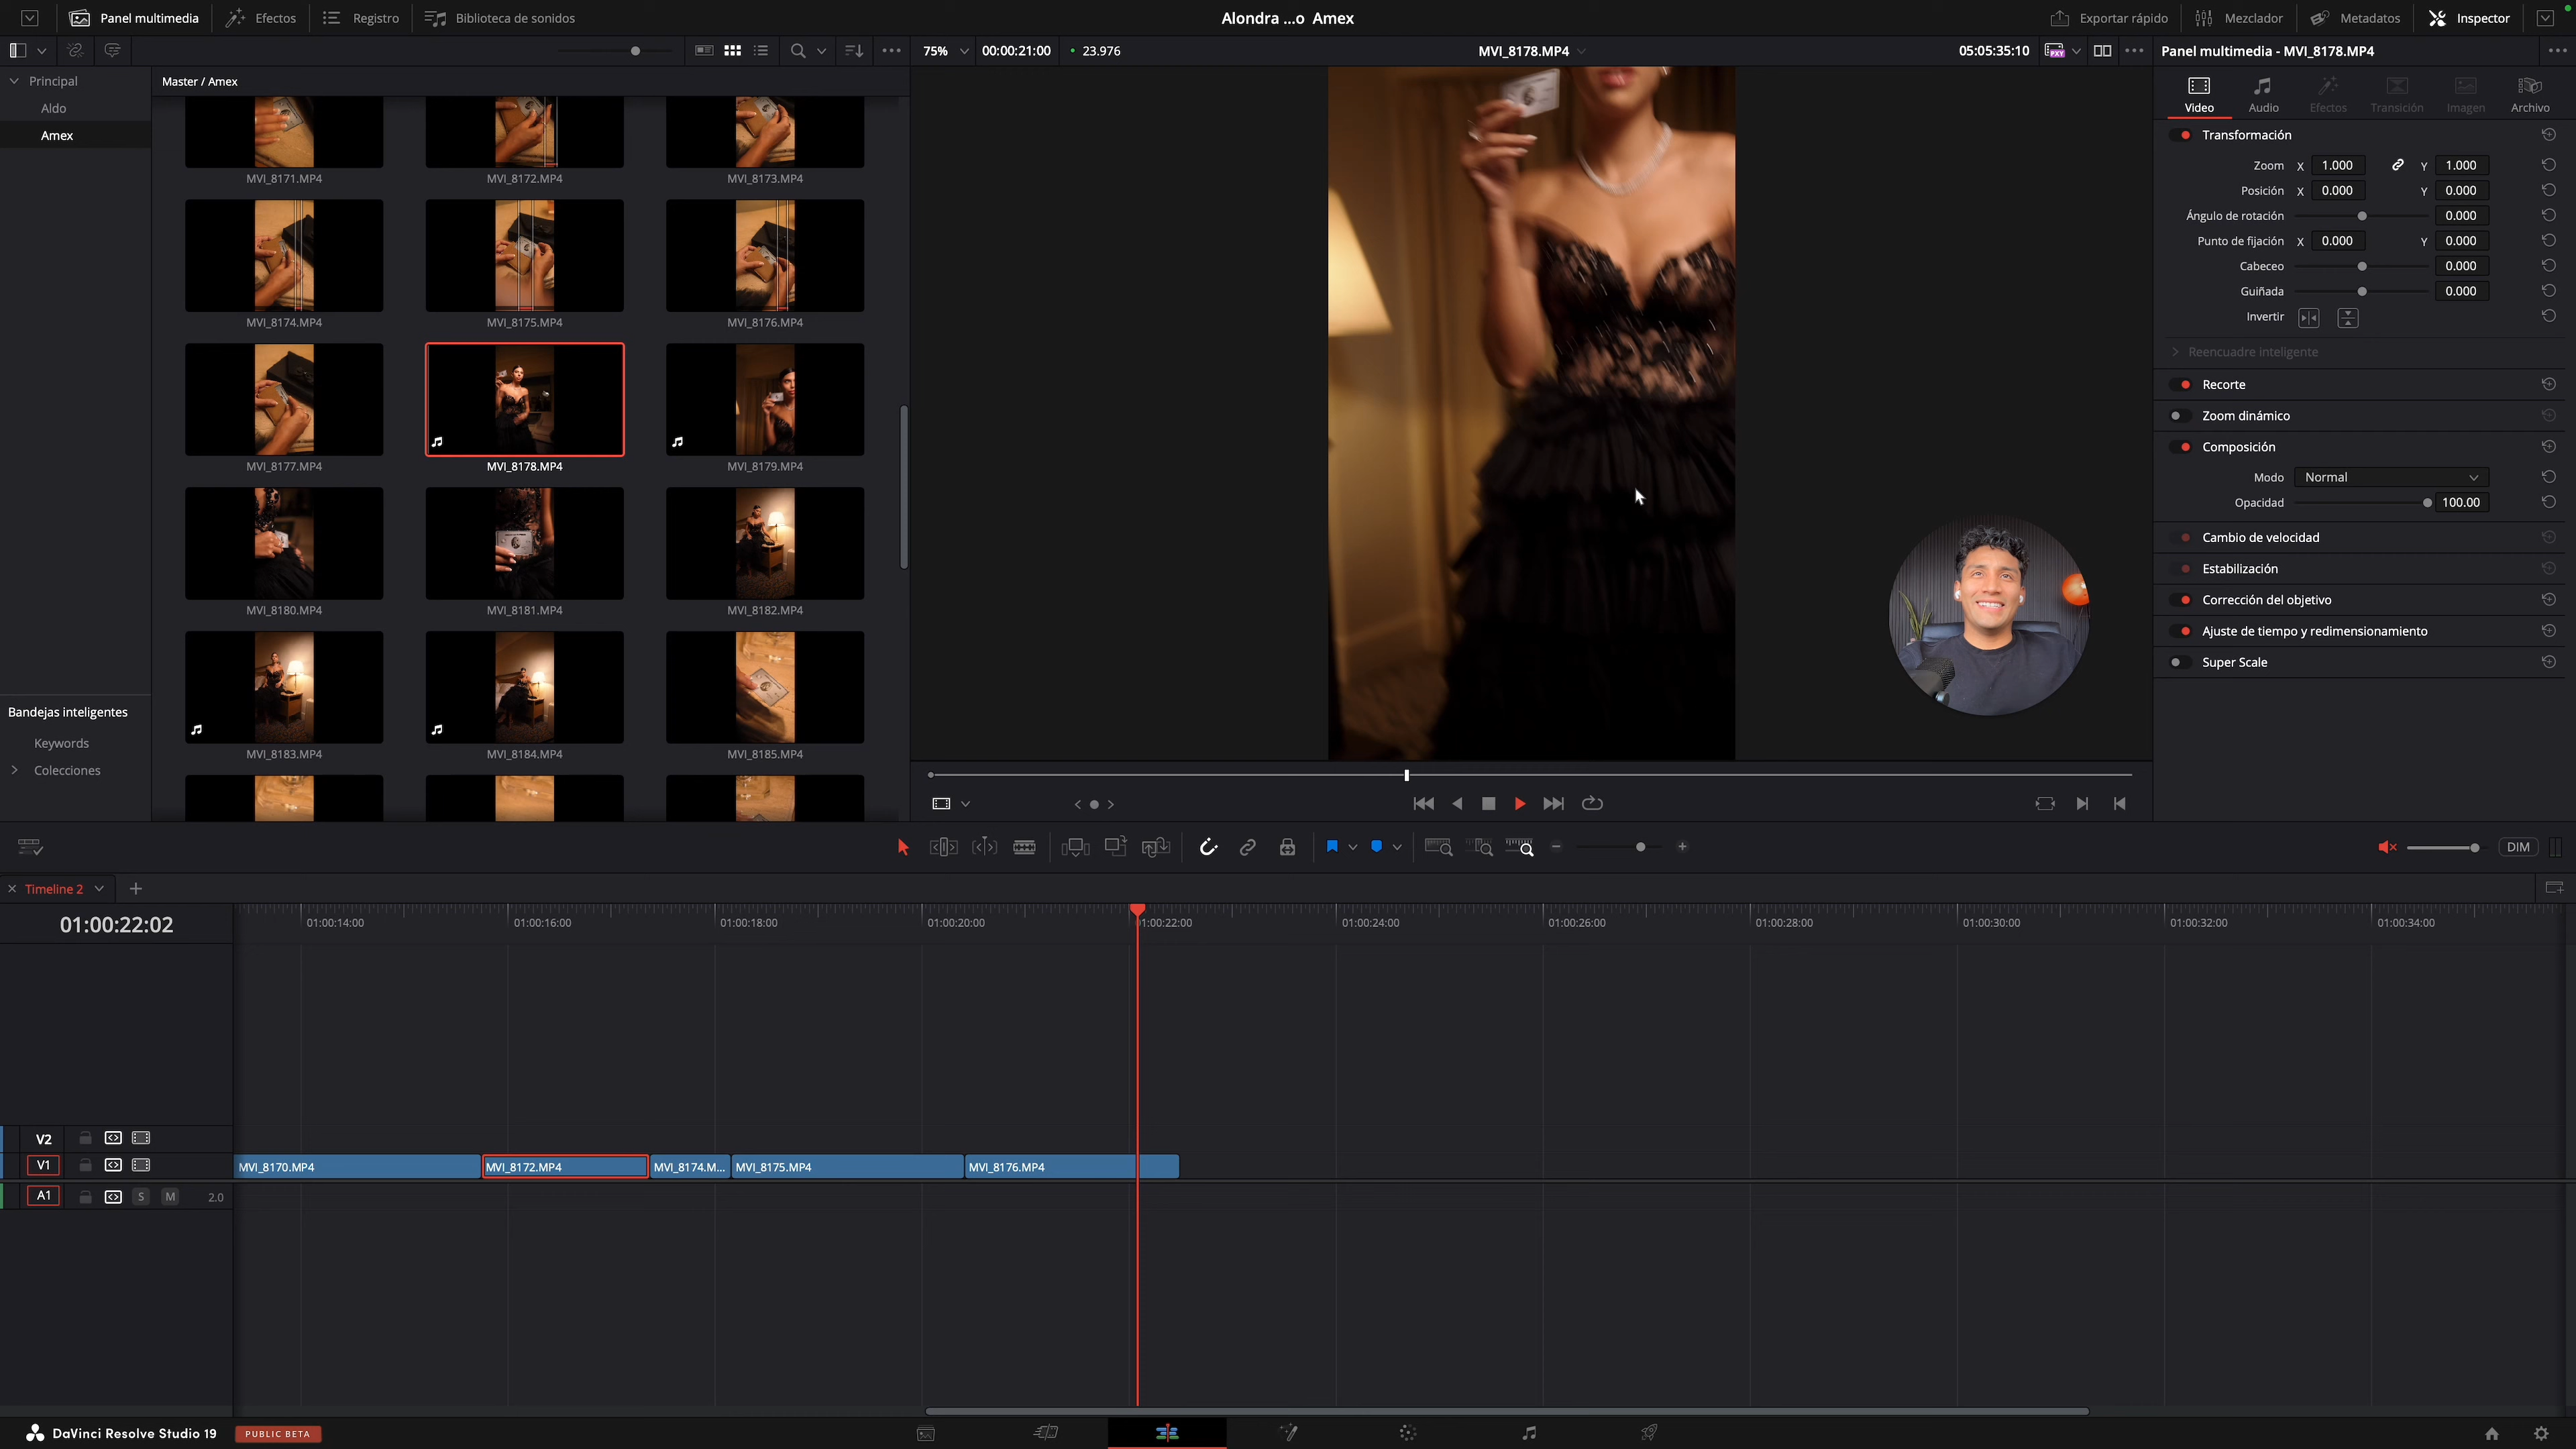 Panel multimedia
Efectos
Registro
Biblioteca de sonidos
Alondra ...o Amex
Exportar rápido
Mezclador
Metadatos
Inspector
75%
00:00:21:00
23.976
MVI_8178.MP4
05:05:35:10
PXY
Panel multimedia - MVI_8178.MP4
Principal
Aldo
Amex
Master / Amex
MVI_8171.MP4
MVI_8172.MP4
MVI_8173.MP4
MVI_8174.MP4
MVI_8175.MP4
MVI_8176.MP4
MVI_8177.MP4
MVI_8178.MP4
MVI_8179.MP4
MVI_8180.MP4
MVI_8181.MP4
MVI_8182.MP4
MVI_8183.MP4
MVI_8184.MP4
MVI_8185.MP4
Bandejas inteligentes
Keywords
Colecciones
Video
Audio
Efectos
Transición
Imagen
Archivo
Transformación
Zoom X 1.000 Y 1.000
Posición X 0.000 Y 0.000
Ángulo de rotación 0.000
Punto de fijación X 0.000 Y 0.000
Cabeceo 0.000
Guiñada 0.000
Invertir
Reencuadre inteligente
Recorte
Zoom dinámico
Composición
Modo Normal
Opacidad 100.00
Cambio de velocidad
Estabilización
Corrección del objetivo
Ajuste de tiempo y redimensionamiento
Super Scale
DIM
Timeline 2
01:00:22:02
01:00:14:00
01:00:16:00
01:00:18:00
01:00:20:00
01:00:22:00
01:00:24:00
01:00:26:00
01:00:28:00
01:00:30:00
01:00:32:00
01:00:34:00
V2
V1
MVI_8170.MP4
MVI_8172.MP4
MVI_8174.M...
MVI_8175.MP4
MVI_8176.MP4
A1
S
M
2.0
DaVinci Resolve Studio 19
PUBLIC BETA